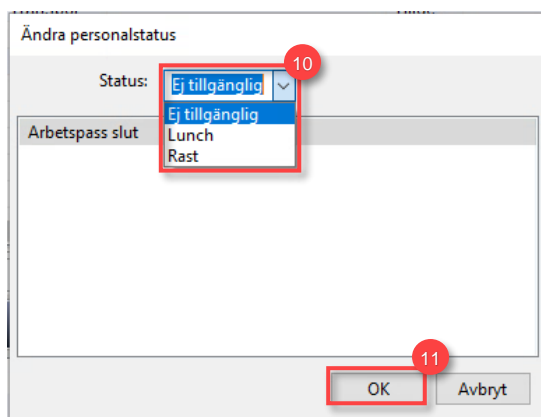 Ändra personalstatus
10
Status:
Ej tillgänglig
Ej tillgänglig
Lunch
Rast
Arbetspass slut
11
OK
Avbryt